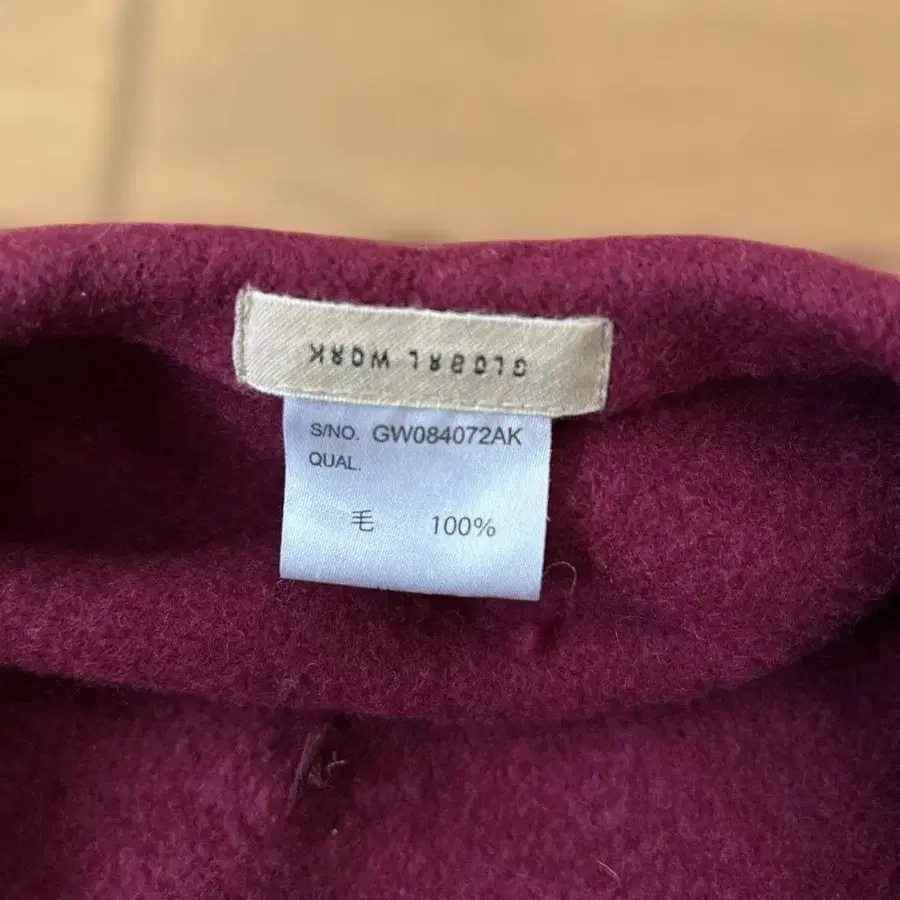 GLOBAL WORK
S/NO. GW084072AK
QUAL.
毛 100%